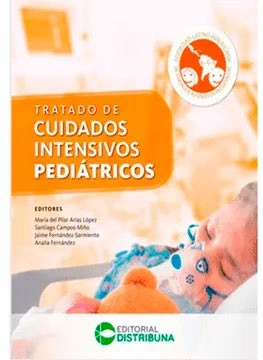 TRATADO DE
CUIDADOS
INTENSIVOS
PEDIÁTRICOS
EDITORES
María del Pilar Arias López
Santiago Campos-Miño
Jaime Fernández-Sarmiento
Analía Fernández
EDITORIAL
DISTRIBUNA